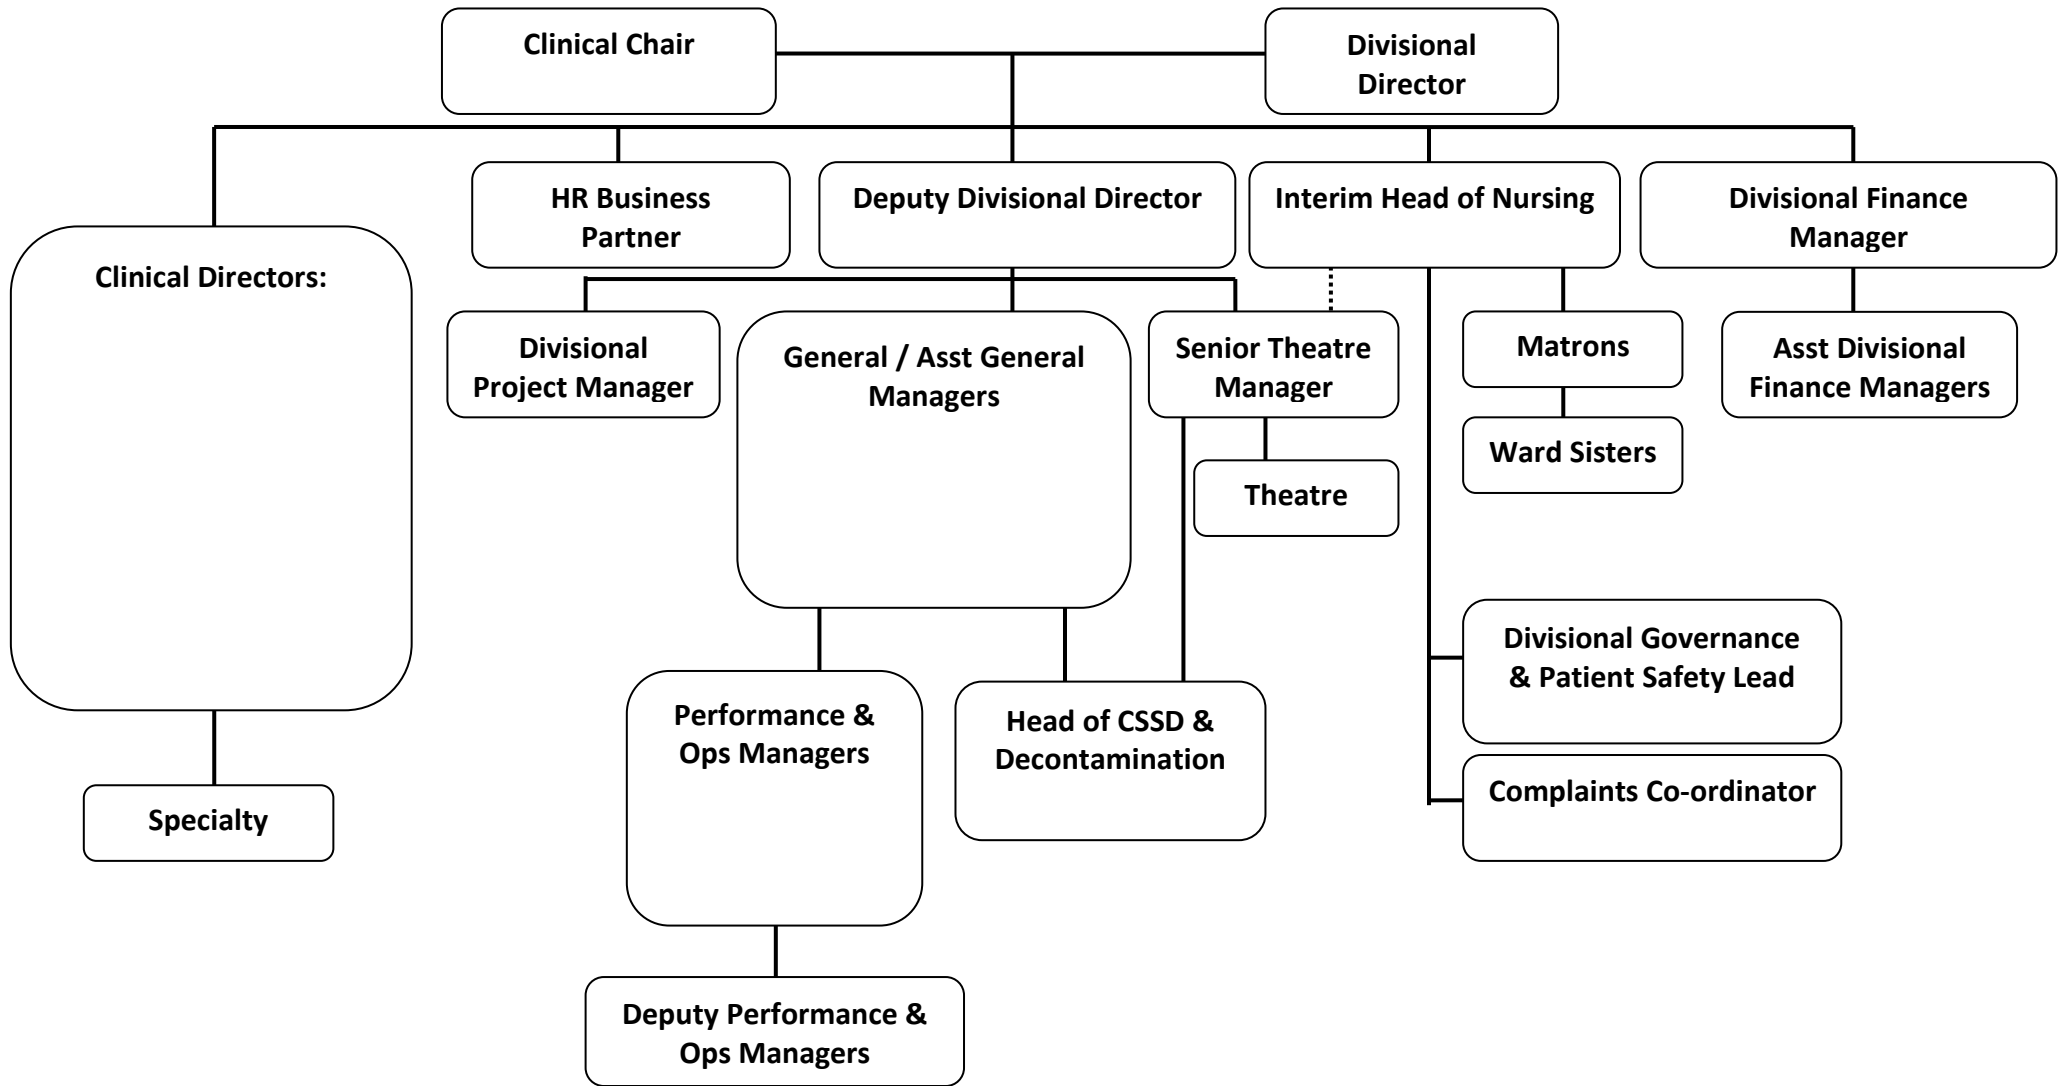 Clinical Chair
Divisional
Director
HR Business
Partner
Deputy Divisional Director
Interim Head of Nursing
Divisional Finance
Manager
Clinical Directors:
Divisional
Project Manager
General / Asst General
Managers
Senior Theatre
Manager
Matrons
Asst Divisional
Finance Managers
Ward Sisters
Theatre
Divisional Governance
& Patient Safety Lead
Performance &
Ops Managers
Head of CSSD &
Decontamination
Complaints Co-ordinator
Specialty
Deputy Performance &
Ops Managers